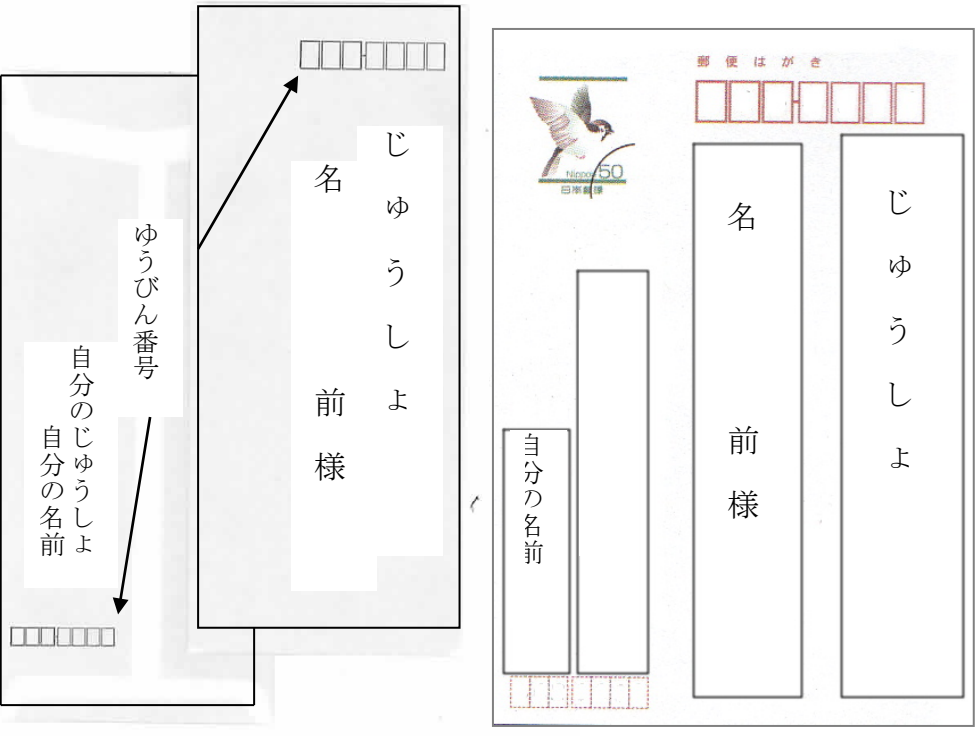 じゅうしょ
名前様
ゆうびん番号
自分のじゅうしょ
自分の名前
郵便はがき
Nippon 50
日本郵便
じゅうしょ
名前様
自分の名前